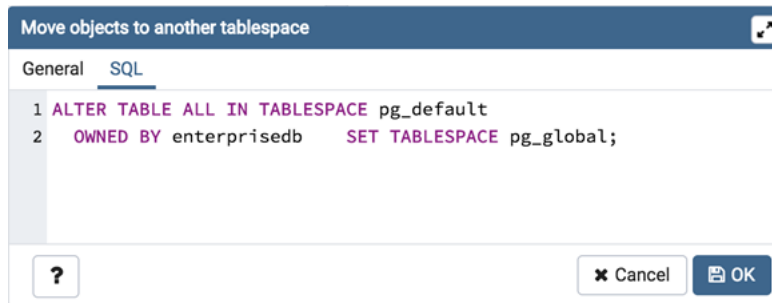 Move objects to another tablespace
General SQL
1 ALTER TABLE ALL IN TABLESPACE pg_default
2 OWNED BY enterprisedb SET TABLESPACE pg_global;
? Cancel OK